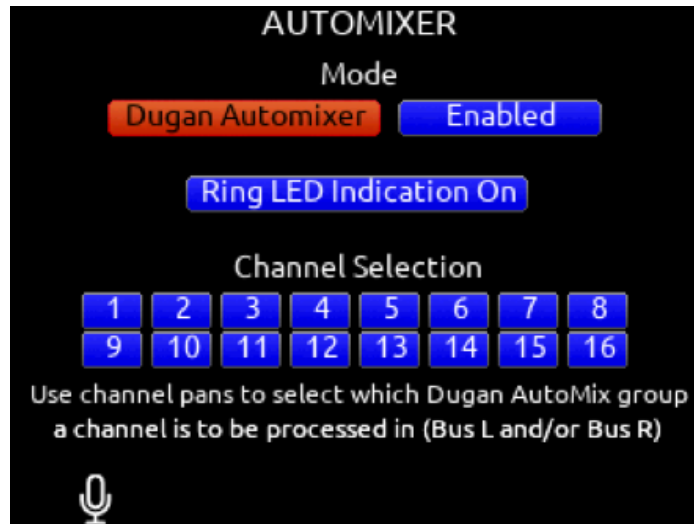 AUTOMIXER
Mode
Dugan Automixer Enabled
Ring LED Indication On
Channel Selection
1 2 3 4 5 6 7 8
9 10 11 12 13 14 15 16
Use channel pans to select which Dugan AutoMix group
a channel is to be processed in (Bus L and/or Bus R)